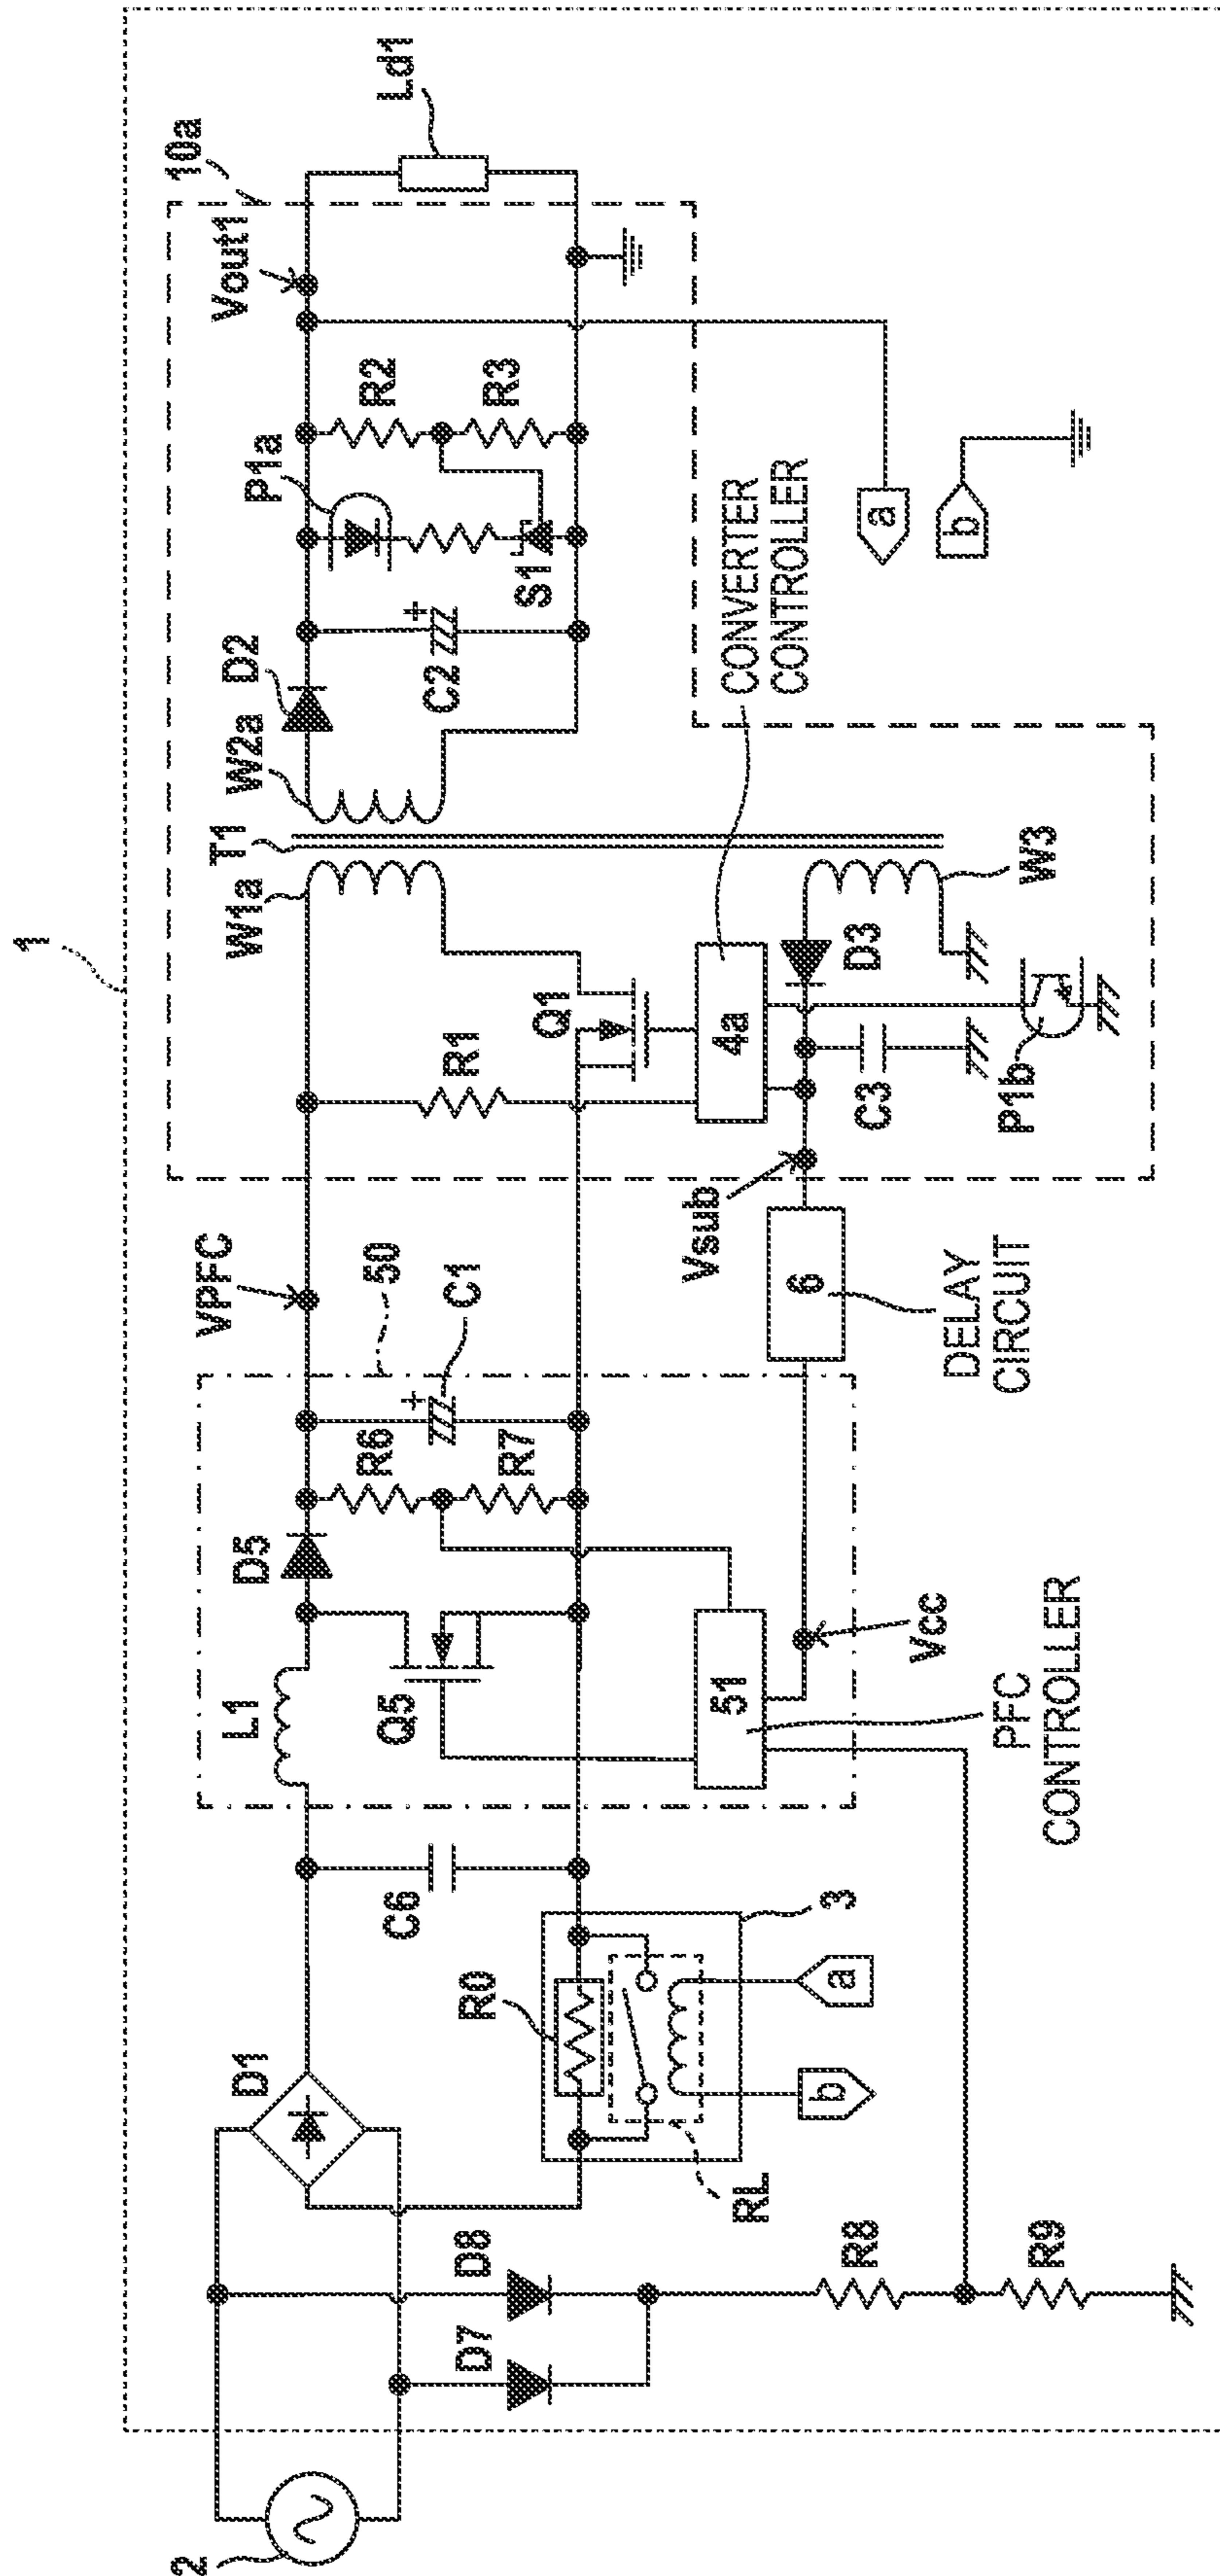 1
10a
Ld1
Vout1
R2
R3
P1a
S1
D2
C2
W2a
T1
W1a
W3
CONVERTER
CONTROLLER
a
b
Q1
R1
4a
D3
C3
P1b
VPFC
Vsub
6
DELAY
CIRCUIT
50
C1
R6
R7
D5
L1
Q5
51
Vcc
PFC
CONTROLLER
C6
3
R0
a
b
RL
D1
D8
D7
R8
R9
2